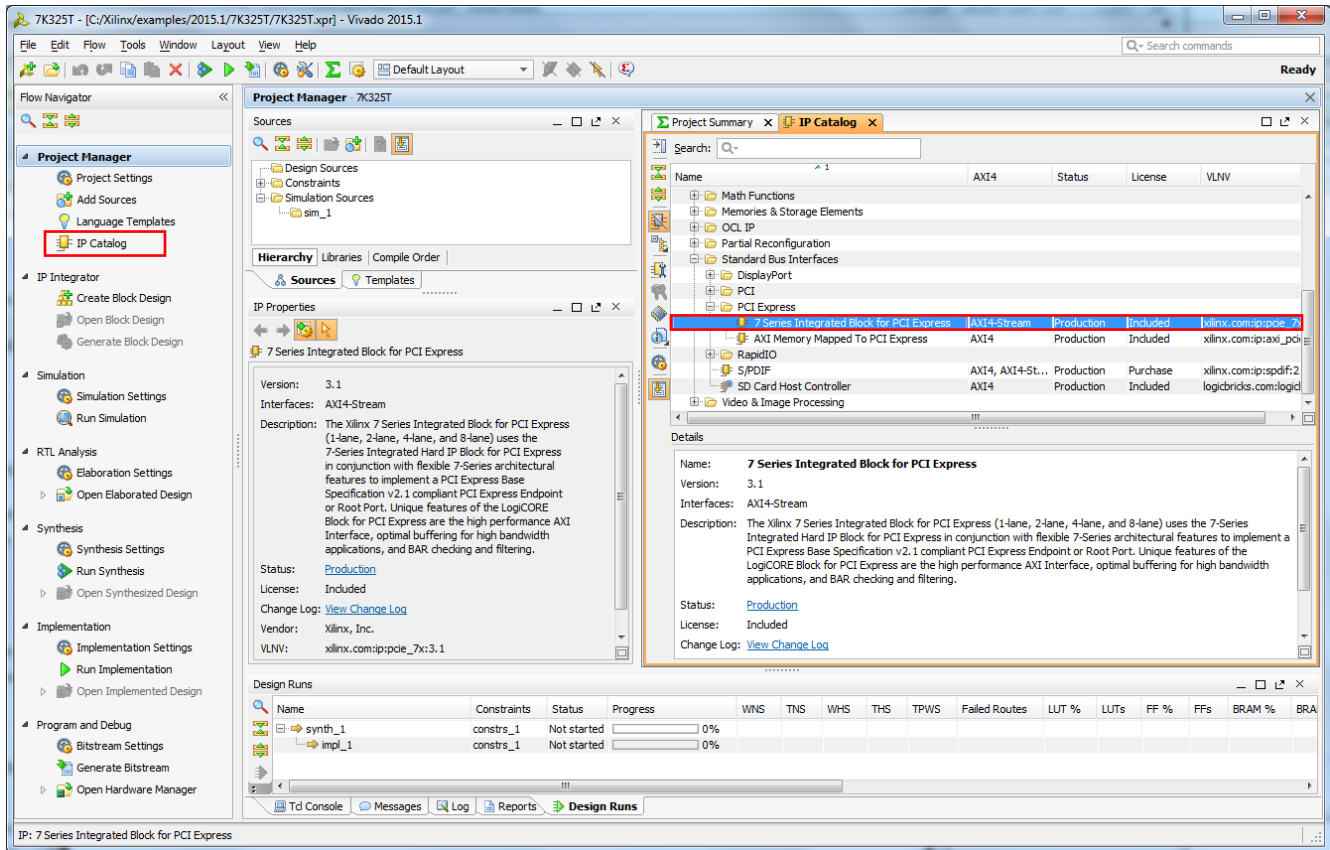 7K325T - [C:/Xilinx/examples/2015.1/7K325T/7K325T.xpr] - Vivado 2015.1
File Edit Flow Tools Window Layout View Help
Search commands
Default Layout
Ready
Flow Navigator
Project Manager
Project Settings
Add Sources
Language Templates
IP Catalog
IP Integrator
Create Block Design
Open Block Design
Generate Block Design
Simulation
Simulation Settings
Run Simulation
RTL Analysis
Elaboration Settings
Open Elaborated Design
Synthesis
Synthesis Settings
Run Synthesis
Open Synthesized Design
Implementation
Implementation Settings
Run Implementation
Open Implemented Design
Program and Debug
Bitstream Settings
Generate Bitstream
Open Hardware Manager
Project Manager - 7K325T
Sources
Design Sources
Constraints
Simulation Sources
sim_1
Hierarchy Libraries Compile Order
Sources Templates
IP Properties
7 Series Integrated Block for PCI Express
Version: 3.1
Interfaces: AXI4-Stream
Description: The Xilinx 7 Series Integrated Block for PCI Express
(1-lane, 2-lane, 4-lane, and 8-lane) uses the
7-Series Integrated Hard IP Block for PCI Express
in conjunction with flexible 7-Series architectural
features to implement a PCI Express Base
Specification v2.1 compliant PCI Express Endpoint
or Root Port. Unique features of the LogiCORE
Block for PCI Express are the high performance AXI
Interface, optimal buffering for high bandwidth
applications, and BAR checking and filtering.
Status: Production
License: Included
Change Log: View Change Log
Vendor: Xilinx, Inc.
VLNV: xilinx.com:ip:pcie_7x:3.1
Project Summary IP Catalog
Search:
Name 1 AXI4 Status License VLNV
Math Functions
Memories & Storage Elements
OCL IP
Partial Reconfiguration
Standard Bus Interfaces
DisplayPort
PCI
PCI Express
7 Series Integrated Block for PCI Express AXI4-Stream Production Included xilinx.com:ip:pcie_7x
AXI Memory Mapped To PCI Express AXI4 Production Included xilinx.com:ip:axi_pcie
RapidIO
S/PDIF AXI4, AXI4-St... Production Purchase xilinx.com:ip:spdif:2
SD Card Host Controller AXI4 Production Included logicbricks.com:logicl
Video & Image Processing
Details
Name: 7 Series Integrated Block for PCI Express
Version: 3.1
Interfaces: AXI4-Stream
Description: The Xilinx 7 Series Integrated Block for PCI Express (1-lane, 2-lane, 4-lane, and 8-lane) uses the 7-Series
Integrated Hard IP Block for PCI Express in conjunction with flexible 7-Series architectural features to implement a
PCI Express Base Specification v2.1 compliant PCI Express Endpoint or Root Port. Unique features of the
LogiCORE Block for PCI Express are the high performance AXI Interface, optimal buffering for high bandwidth
applications, and BAR checking and filtering.
Status: Production
License: Included
Change Log: View Change Log
Design Runs
Name Constraints Status Progress WNS TNS WHS THS TPWS Failed Routes LUT % LUTs FF % FFs BRAM % BRA
synth_1 constrs_1 Not started 0%
impl_1 constrs_1 Not started 0%
Tcl Console Messages Log Reports Design Runs
IP: 7 Series Integrated Block for PCI Express